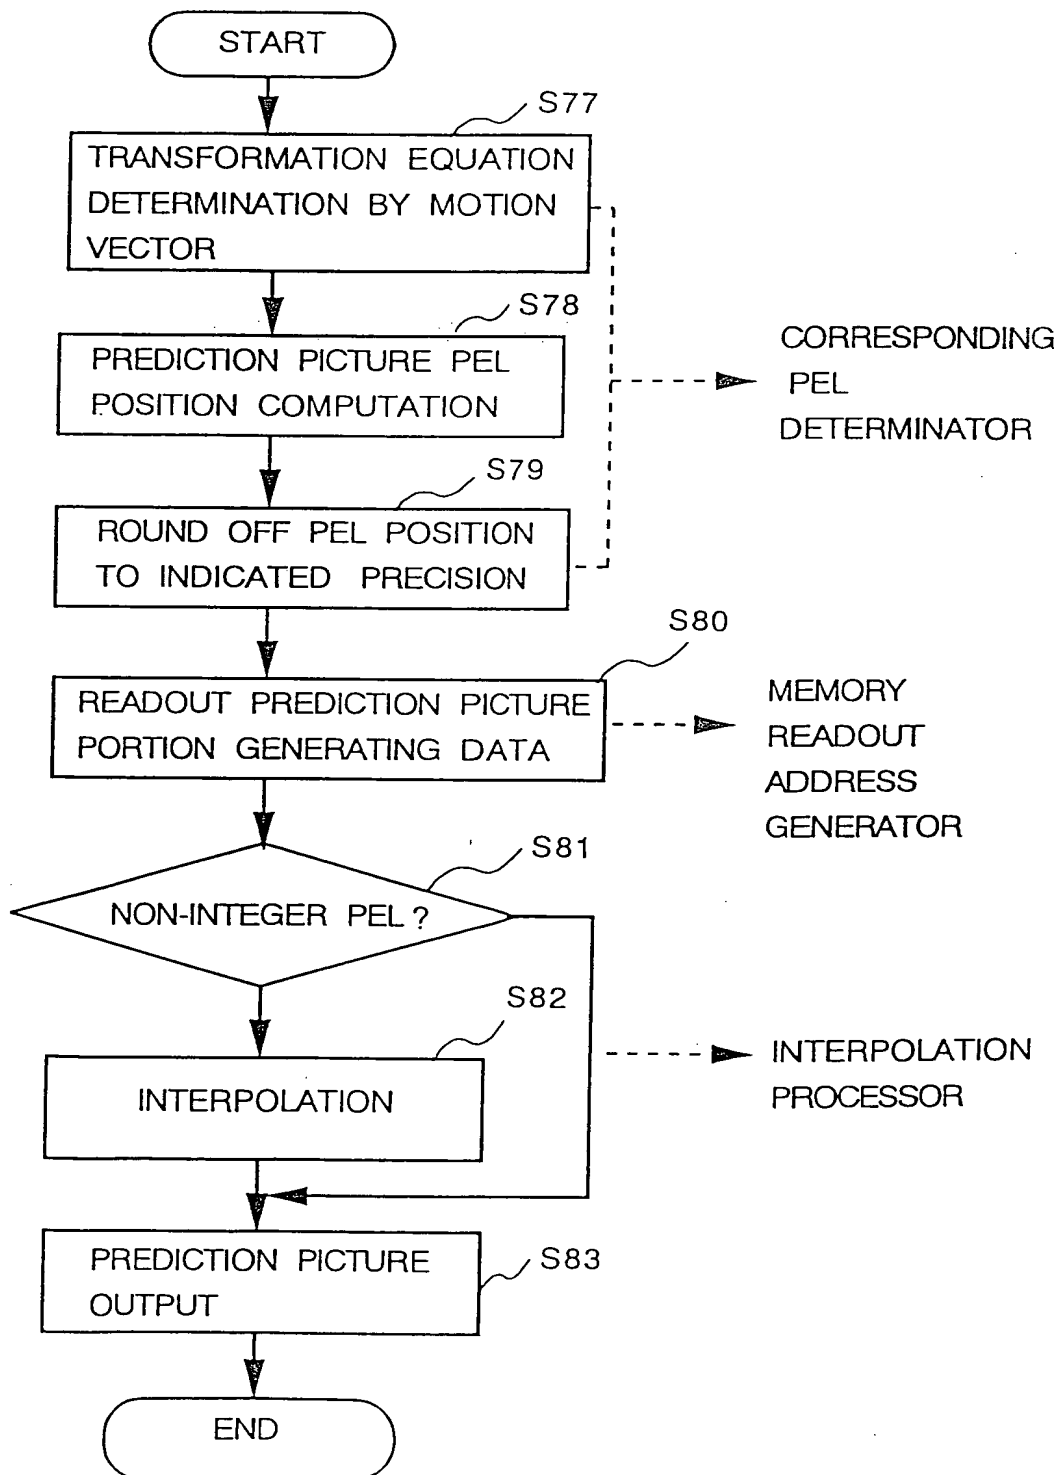 START
S77
TRANSFORMATION EQUATION
DETERMINATION BY MOTION
VECTOR
S78
PREDICTION PICTURE PEL
POSITION COMPUTATION
CORRESPONDING
PEL
DETERMINATOR
S79
ROUND OFF PEL POSITION
TO INDICATED PRECISION
S80
READOUT PREDICTION PICTURE
PORTION GENERATING DATA
MEMORY
READOUT
ADDRESS
GENERATOR
S81
NON-INTEGER PEL?
S82
INTERPOLATION
INTERPOLATION
PROCESSOR
S83
PREDICTION PICTURE
OUTPUT
END